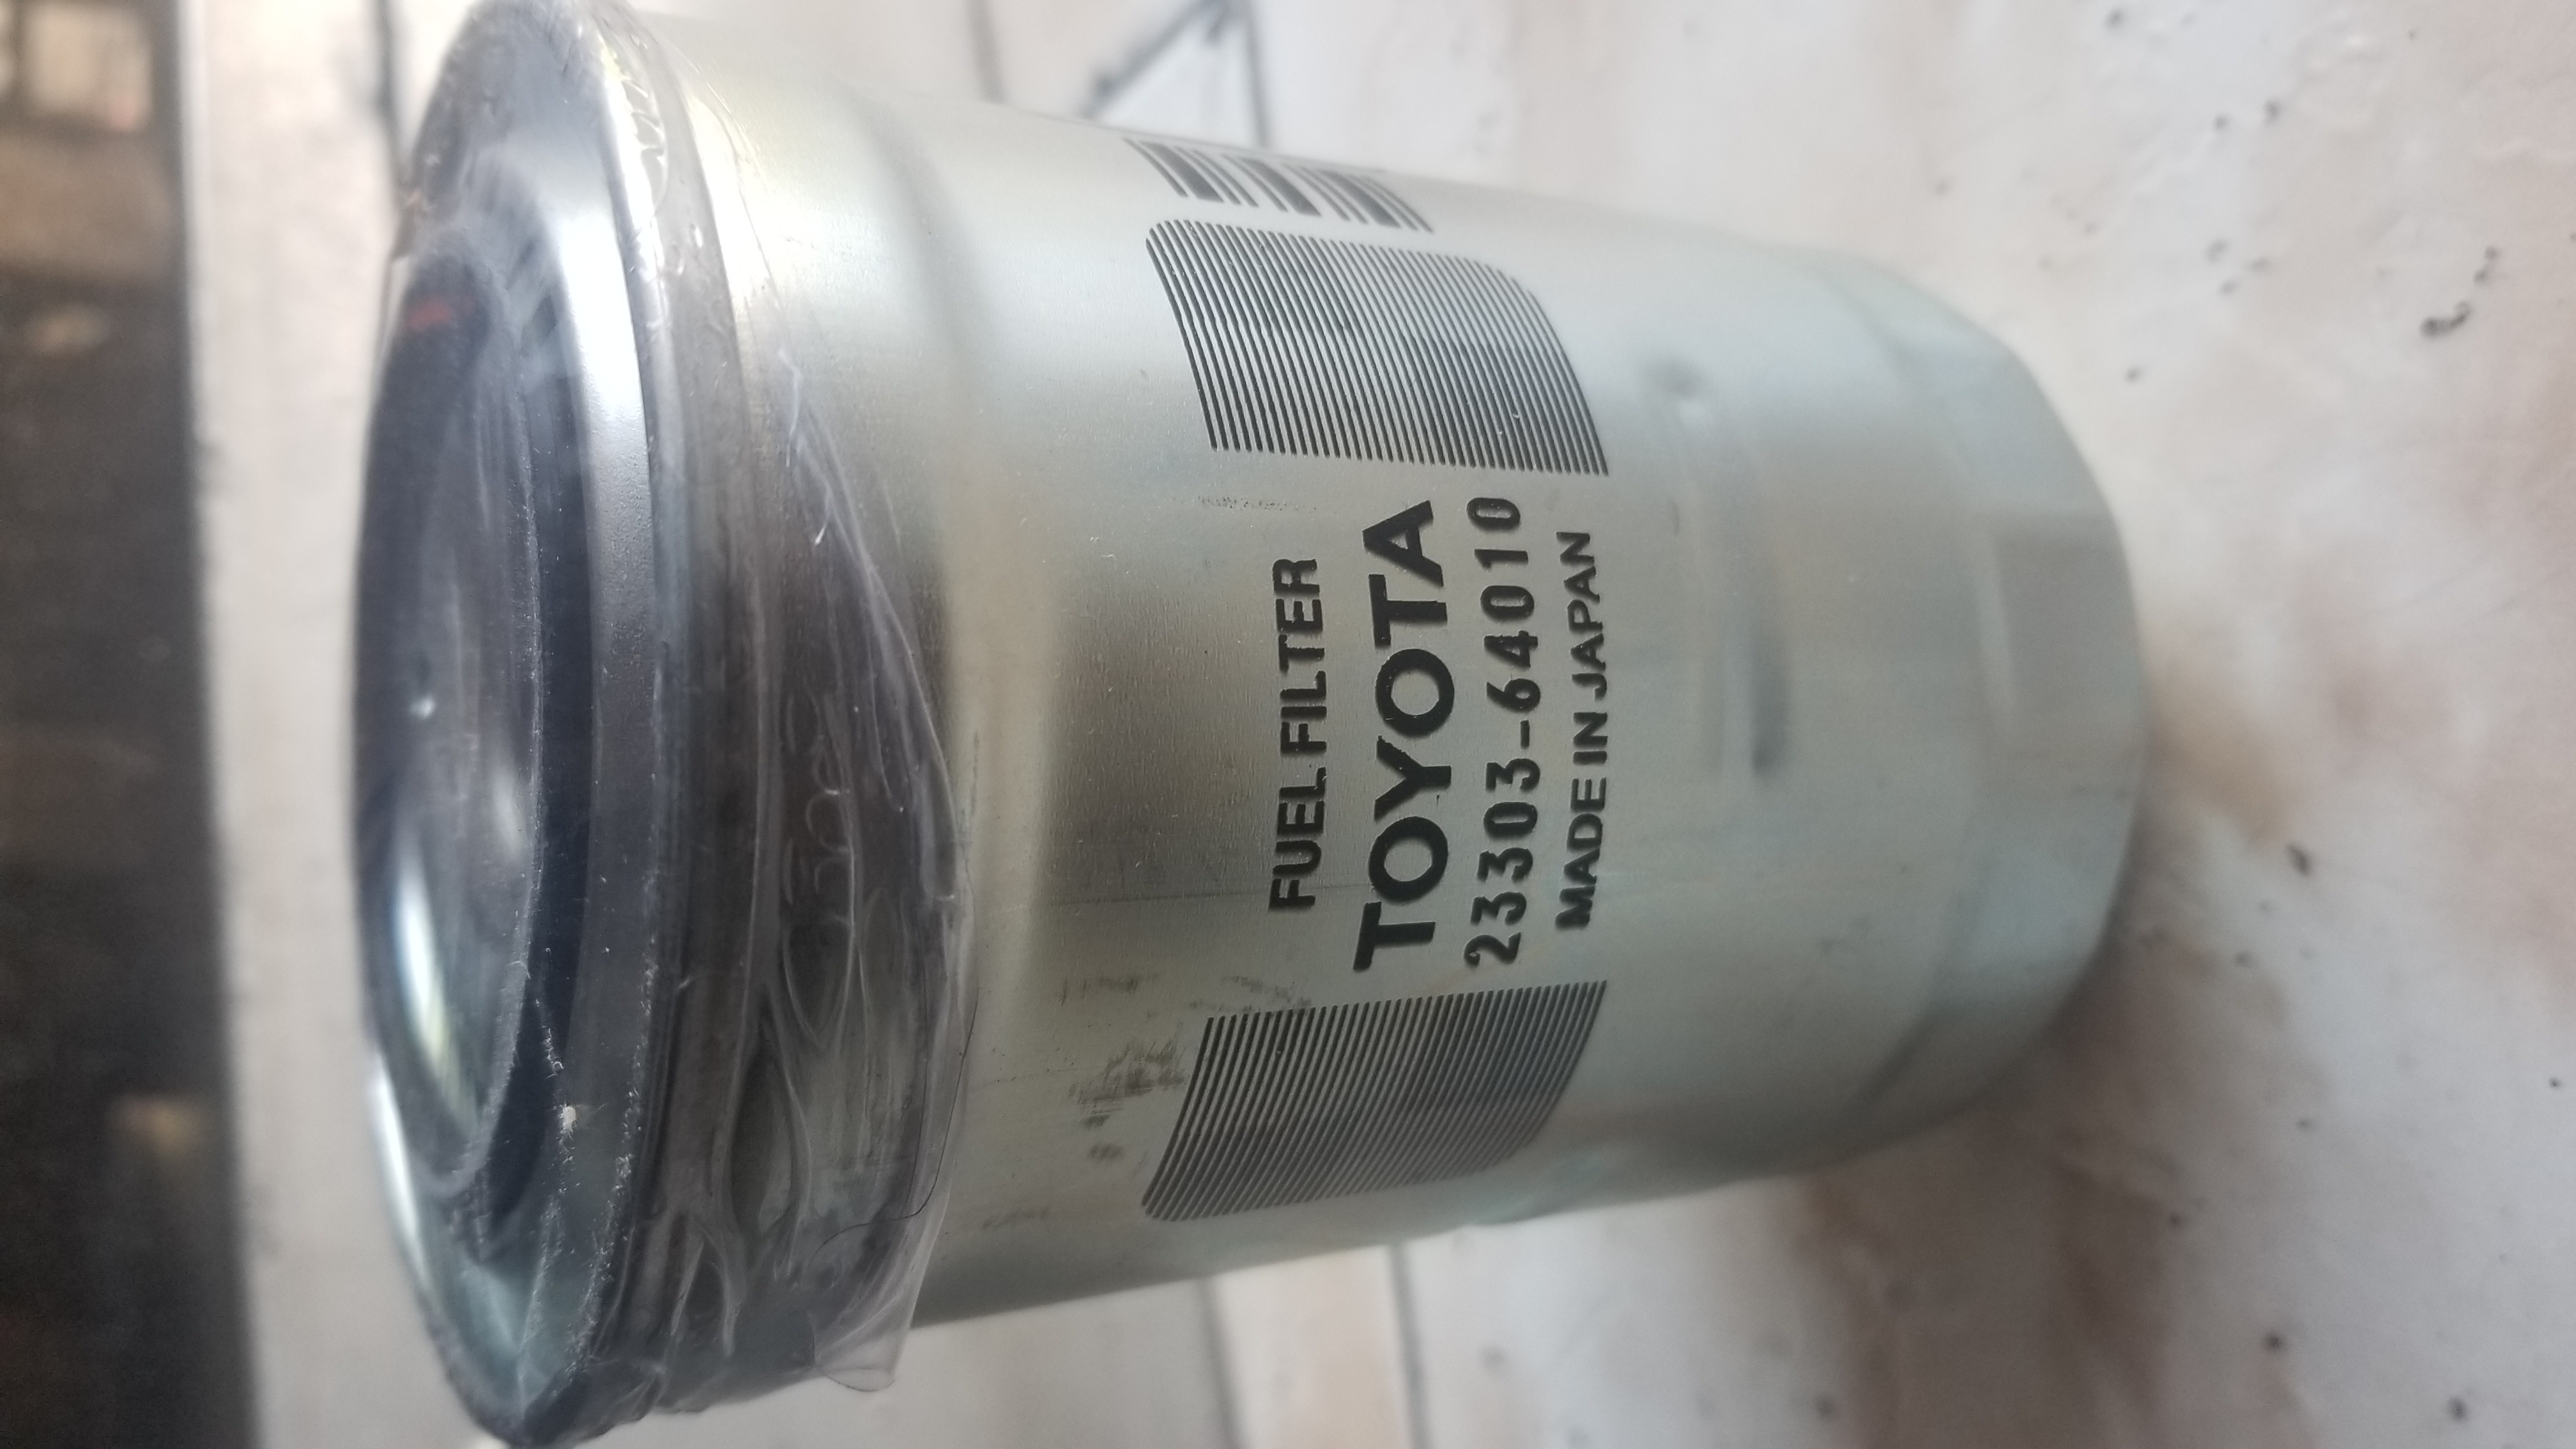 FUEL FILTER
TOYOTA
23303-64010
MADE IN JAPAN